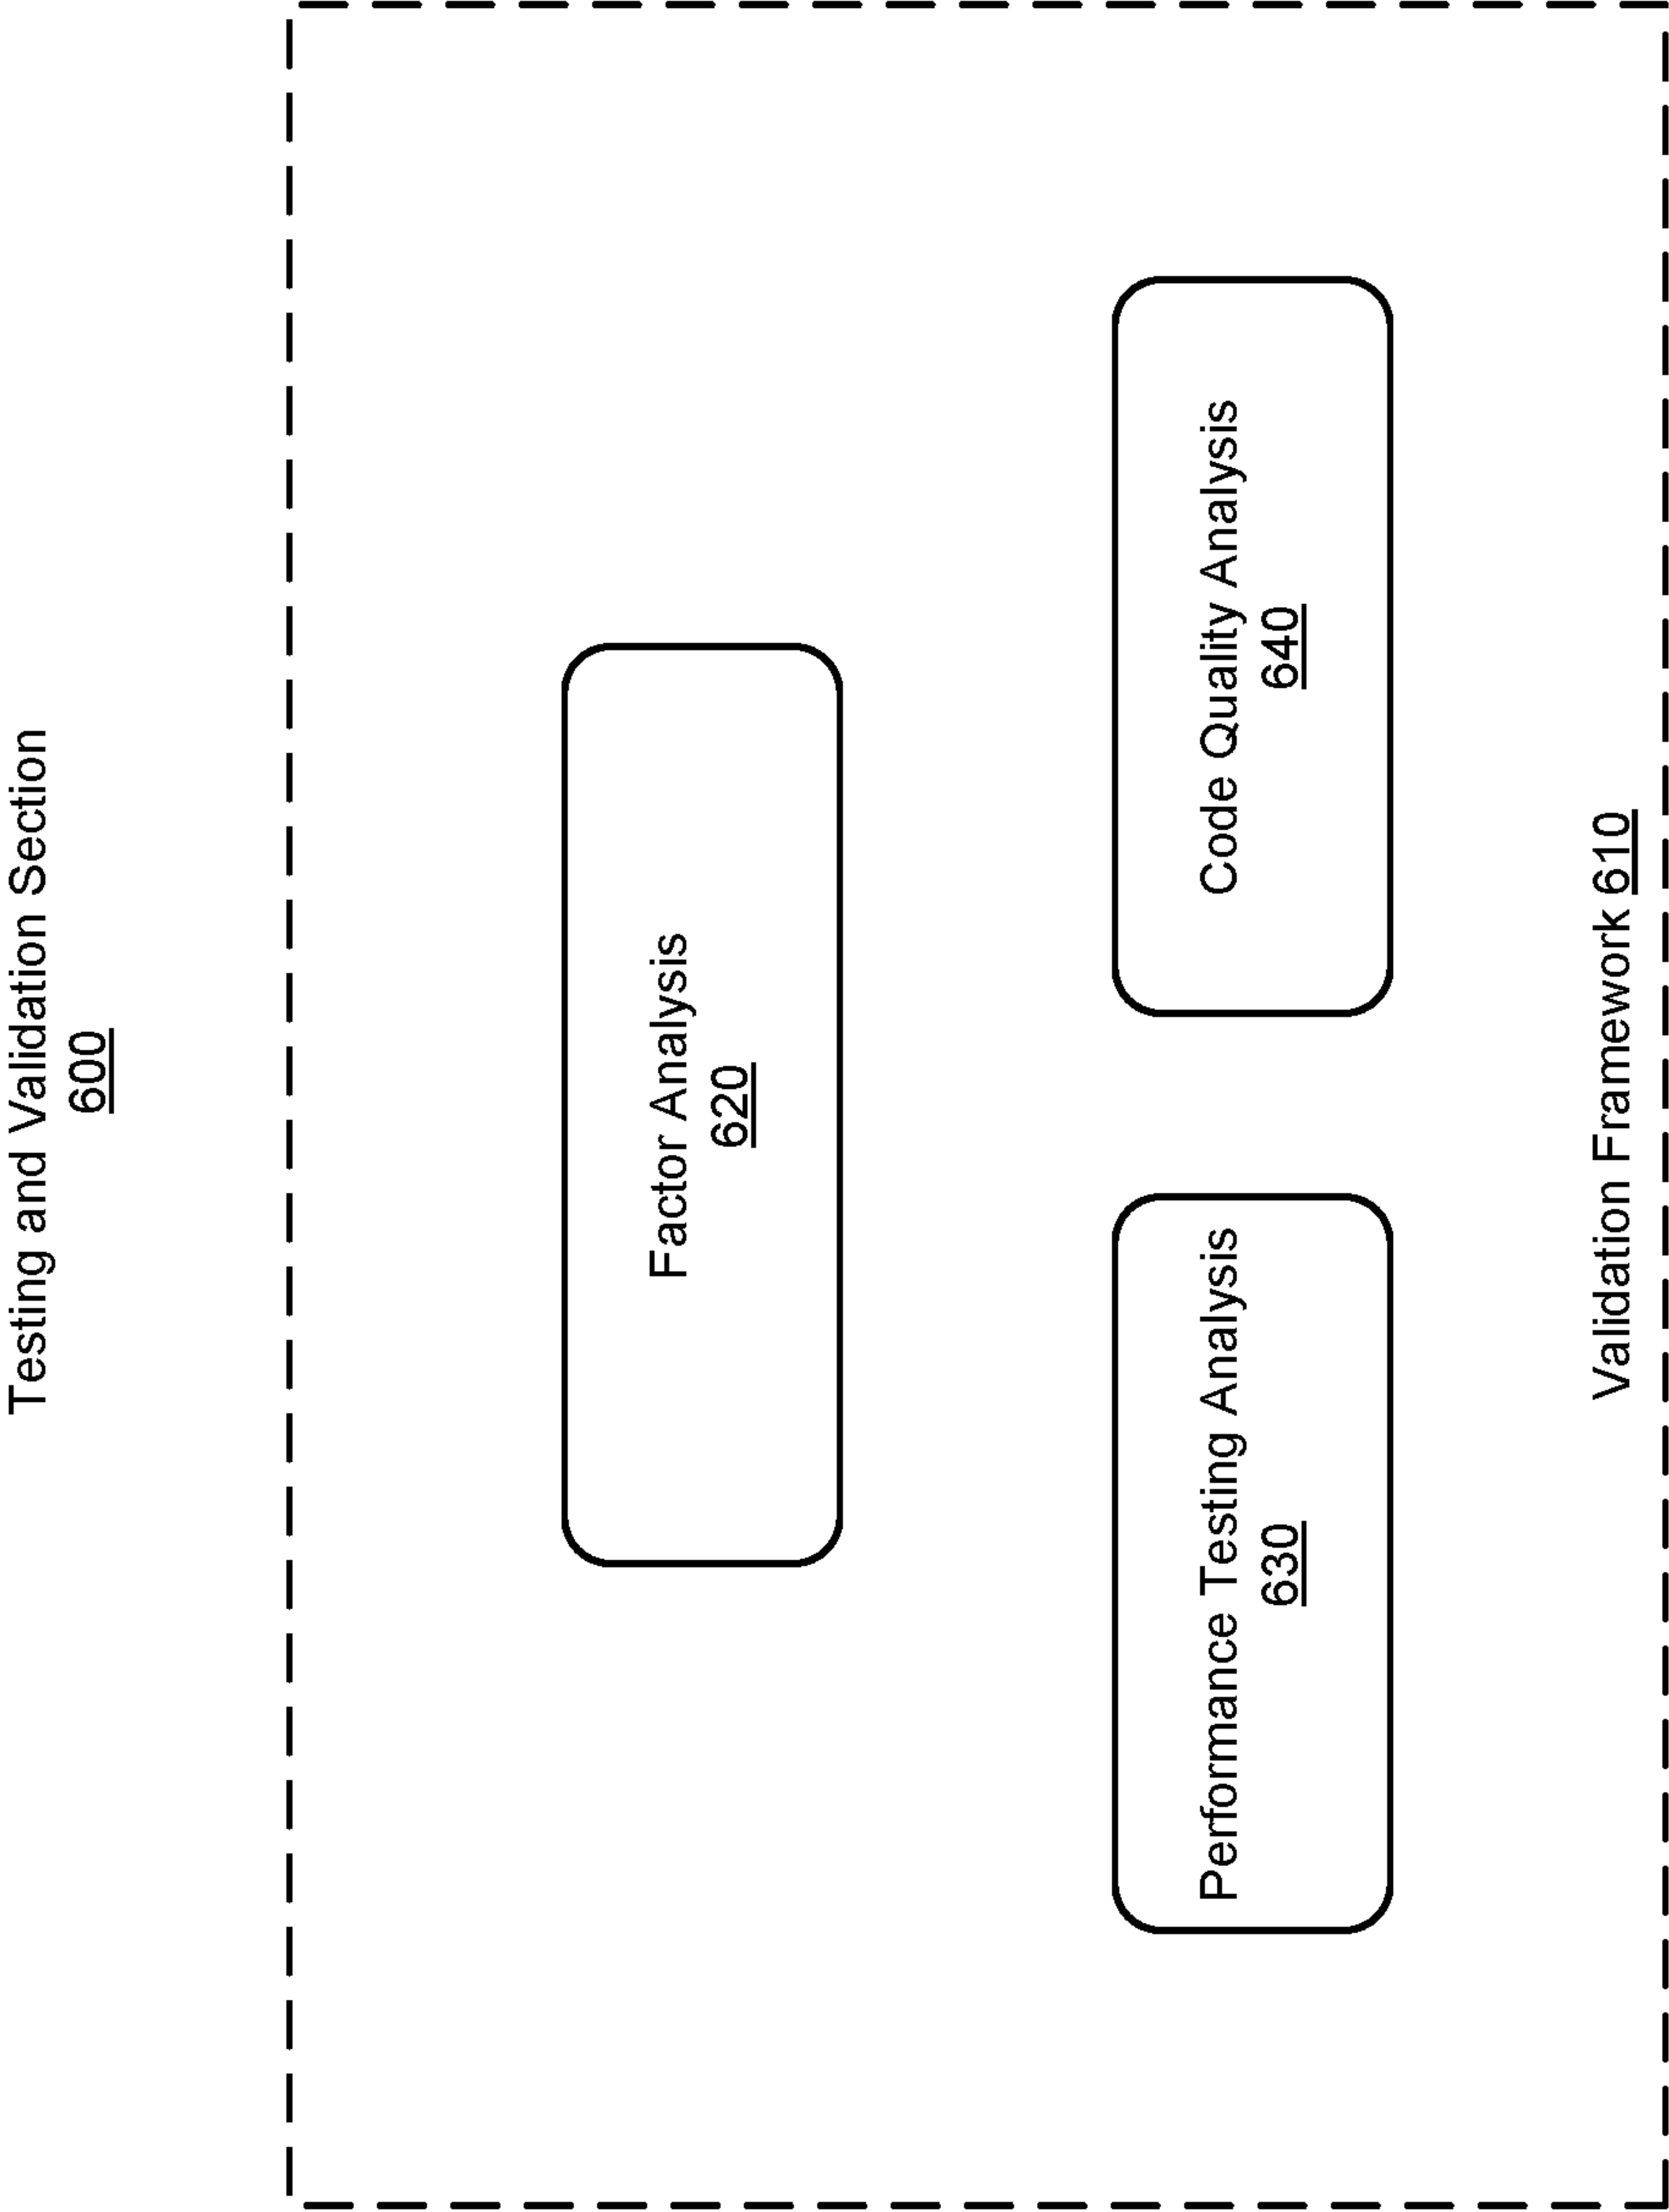 Testing and Validation Section
600
Factor Analysis
620
Performance Testing Analysis
630
Code Quality Analysis
640
Validation Framework 610